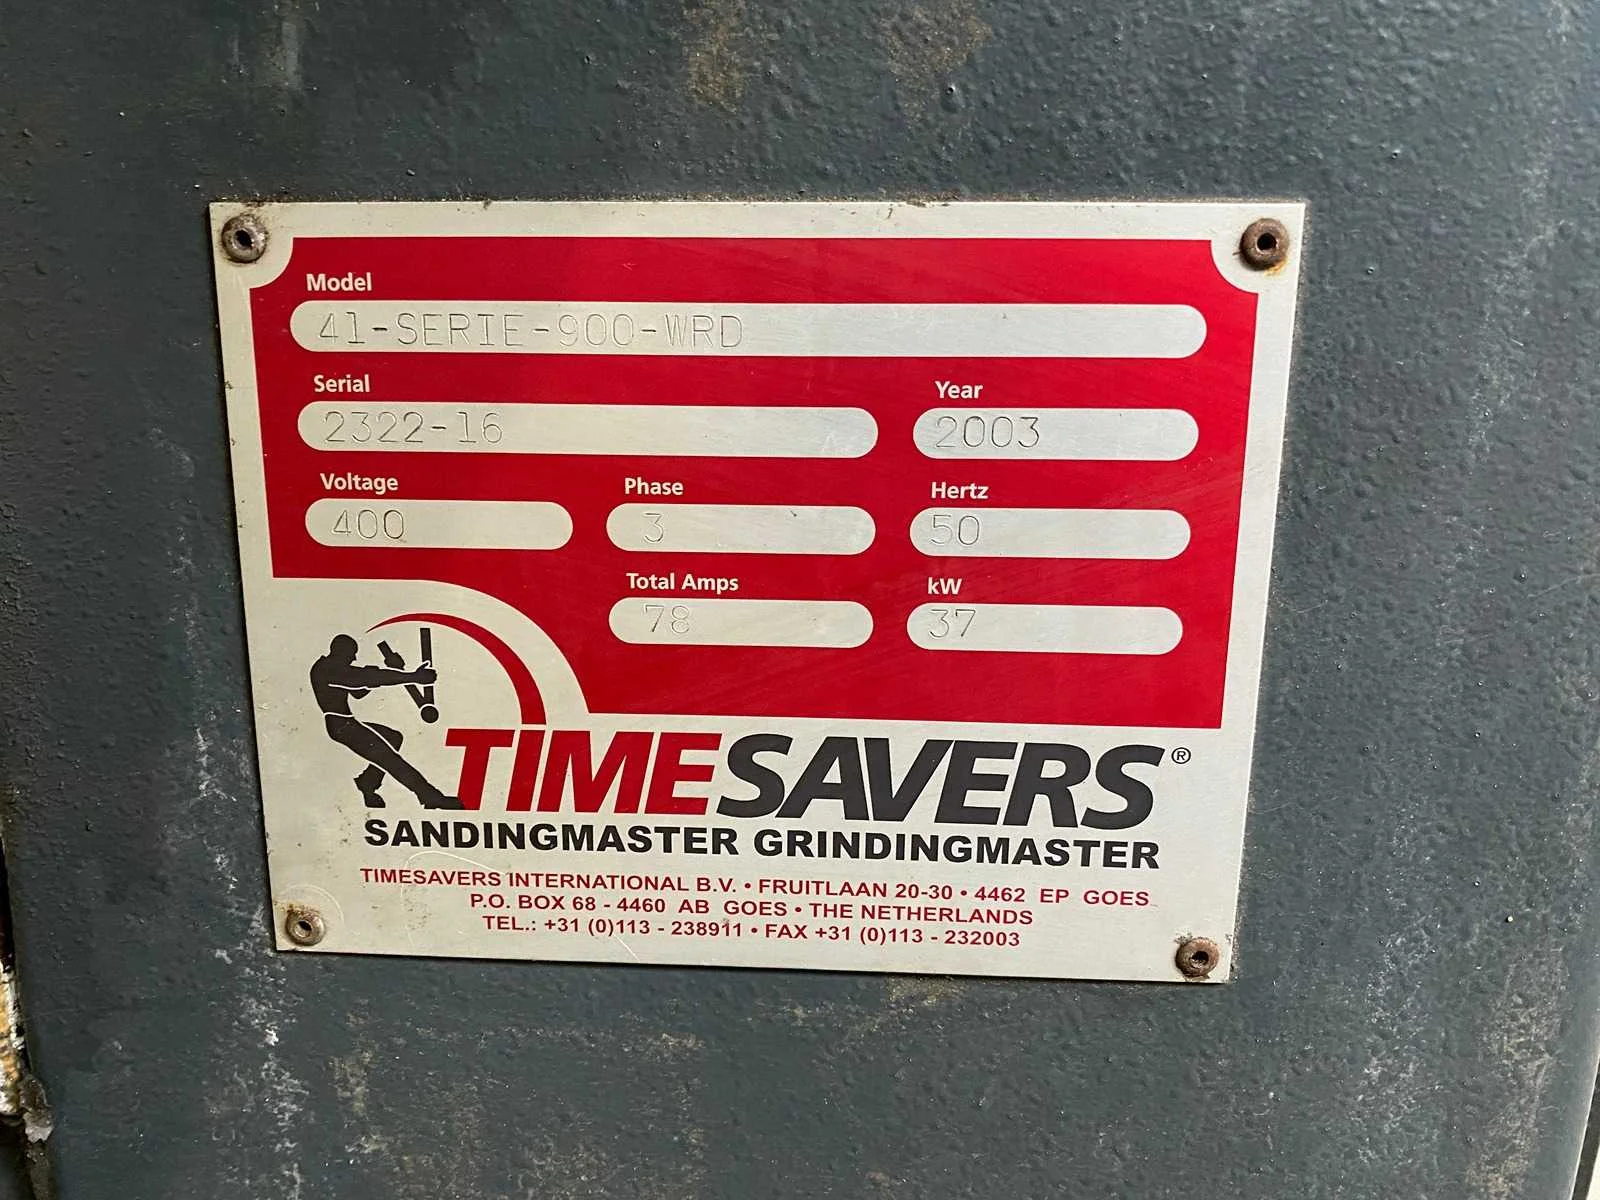 Model
41-SERIE-900-WRD
Serial Year
2322-16 2003
Voltage Phase Hertz
400 3 50
Total Amps kW
78 37
TIMESAVERS®
SANDINGMASTER GRINDINGMASTER
TIMESAVERS INTERNATIONAL B.V. • FRUITLAAN 20-30 • 4462 EP GOES
P.O. BOX 68 - 4460 AB GOES • THE NETHERLANDS
TEL.: +31 (0)113 - 238911 • FAX +31 (0)113 - 232003